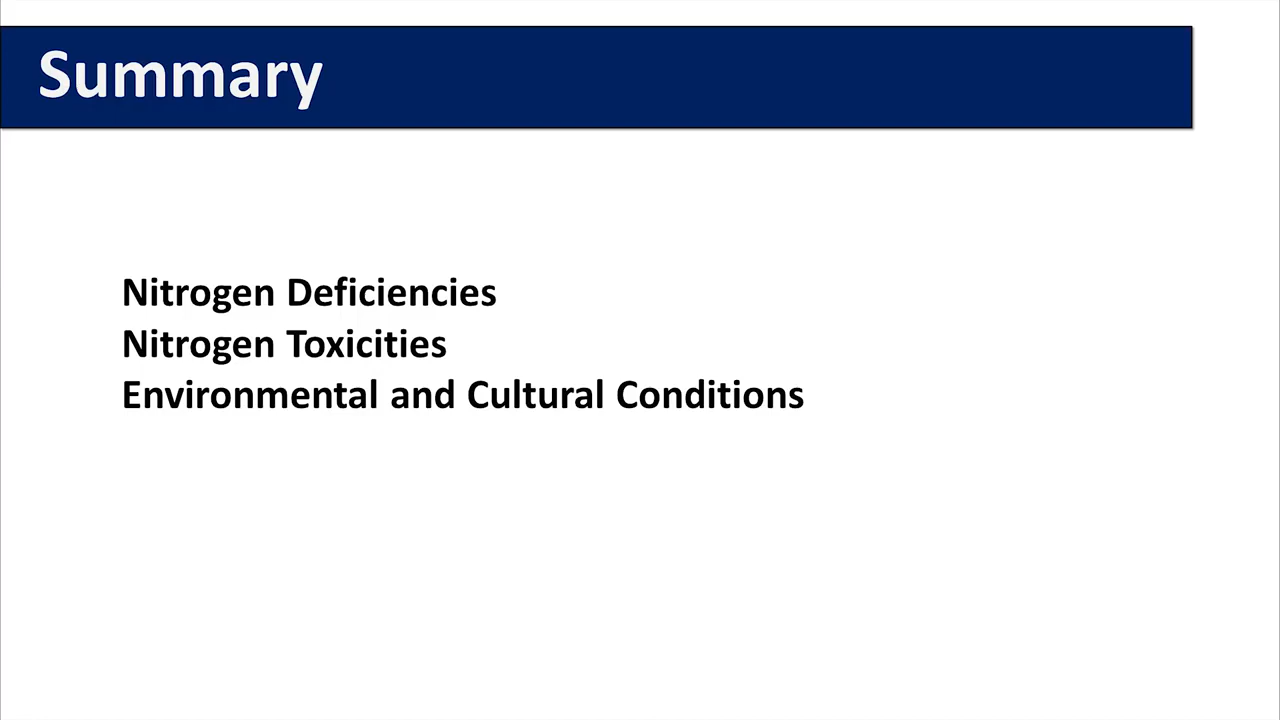 Summary
Nitrogen Deficiencies
Nitrogen Toxicities
Environmental and Cultural Conditions